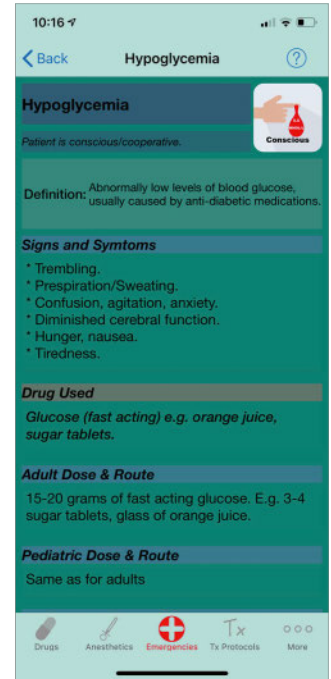 10:16
Back
Hypoglycemia
?
Hypoglycemia
Patient is conscious/cooperative.
Conscious
Definition: Abnormally low levels of blood glucose,
usually caused by anti-diabetic medications.
Signs and Symtoms
* Trembling.
* Prespiration/Sweating.
* Confusion, agitation, anxiety.
* Diminished cerebral function.
* Hunger, nausea.
* Tiredness.
Drug Used
Glucose (fast acting) e.g. orange juice,
sugar tablets.
Adult Dose & Route
15-20 grams of fast acting glucose. E.g. 3-4
sugar tablets, glass of orange juice.
Pediatric Dose & Route
Same as for adults
Drugs
Anesthetics
Emergencies
Tx
Tx Protocols
More